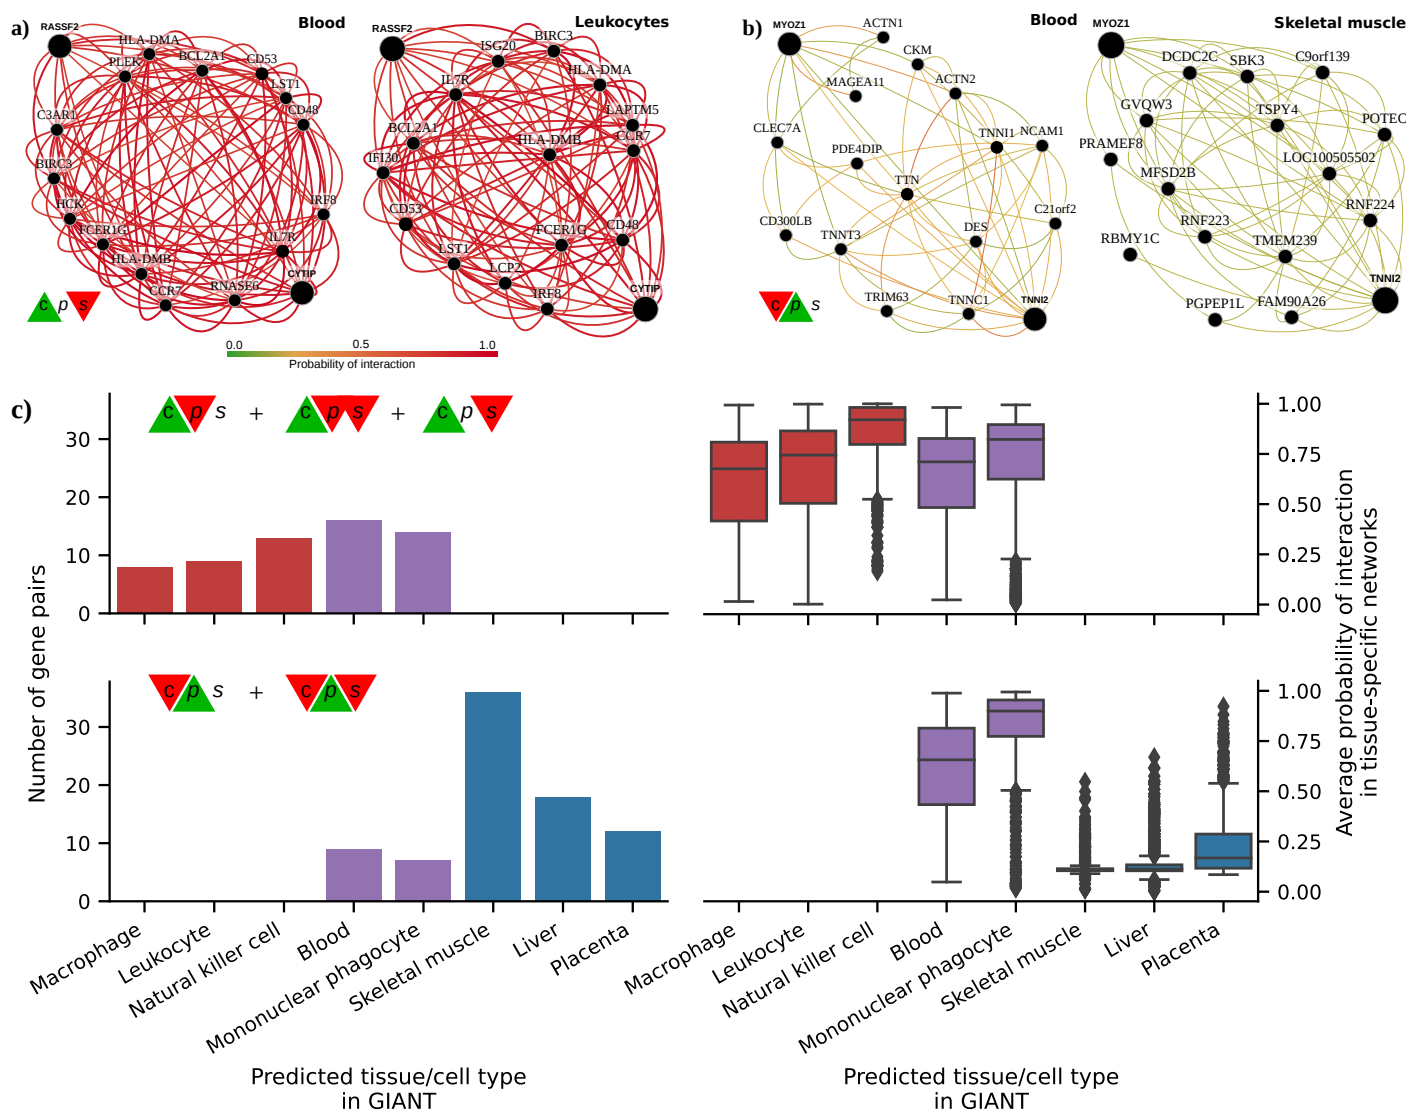 a)
Blood
RASSF2
HLA-DMA
PLEK
BCL2A1
CD53
LST1
CD48
C3AR1
BIRC3
HCK
FCER1G
HLA-DMB
CCR7
RNASE6
CYTIP
IL7R
IRF8
c p s
Leukocytes
RASSF2
ISG20
BIRC3
HLA-DMA
IL7R
LAPTM5
CCR7
BCL2A1
HLA-DMB
IFI30
CD53
FCER1G
CD48
LST1
LCP2
IRF8
CYTIP
0.0 0.5 1.0
Probability of interaction
b)
Blood
MYOZ1
ACTN1
CKM
MAGEA11
ACTN2
CLEC7A
PDE4DIP
TNNI1
NCAM1
TTN
CD300LB
TNNT3
DES
C21orf2
TRIM63
TNNC1
TNNI2
c p s
Skeletal muscle
MYOZ1
DCDC2C
SBK3
C9orf139
GVQW3
TSPY4
POTEC
PRAMEF8
MFSD2B
LOC100505502
RNF223
RNF224
RBMY1C
TMEM239
TNNI2
PGPEP1L
FAM90A26
c)
c p s + c p s + c p s
30
20
10
0
c p s + c p s
30
20
10
0
Number of gene pairs
Macrophage
Leukocyte
Natural killer cell
Blood
Mononuclear phagocyte
Skeletal muscle
Liver
Placenta
Predicted tissue/cell type
in GIANT
1.00
0.75
0.50
0.25
0.00
1.00
0.75
0.50
0.25
0.00
Average probability of interaction
in tissue-specific networks
Macrophage
Leukocyte
Natural killer cell
Blood
Mononuclear phagocyte
Skeletal muscle
Liver
Placenta
Predicted tissue/cell type
in GIANT